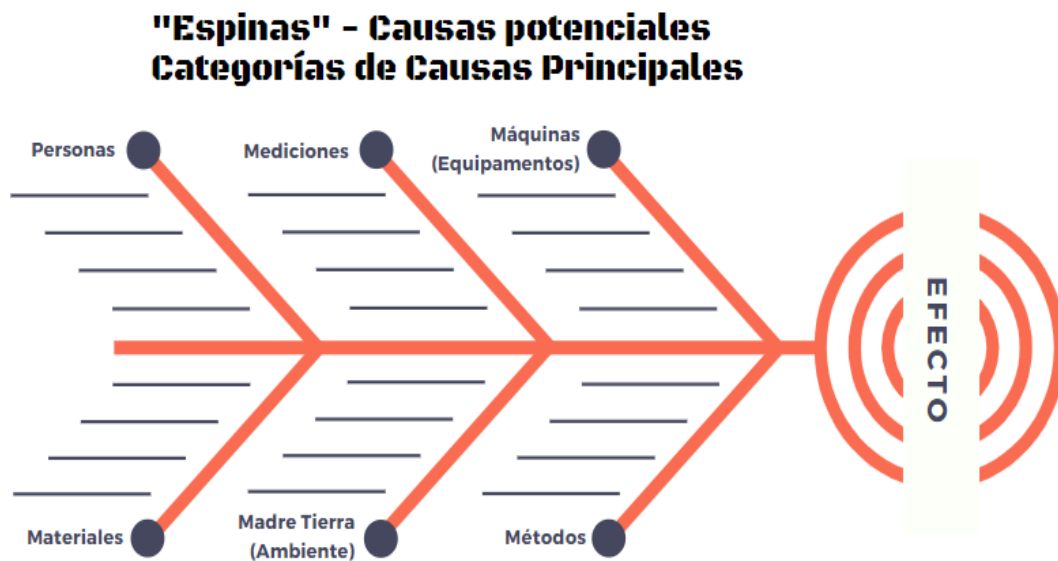 "Espinas" - Causas potenciales
Categorías de Causas Principales
Personas
Mediciones
Máquinas
(Equipamentos)
EFECTO
Materiales
Madre Tierra
(Ambiente)
Métodos